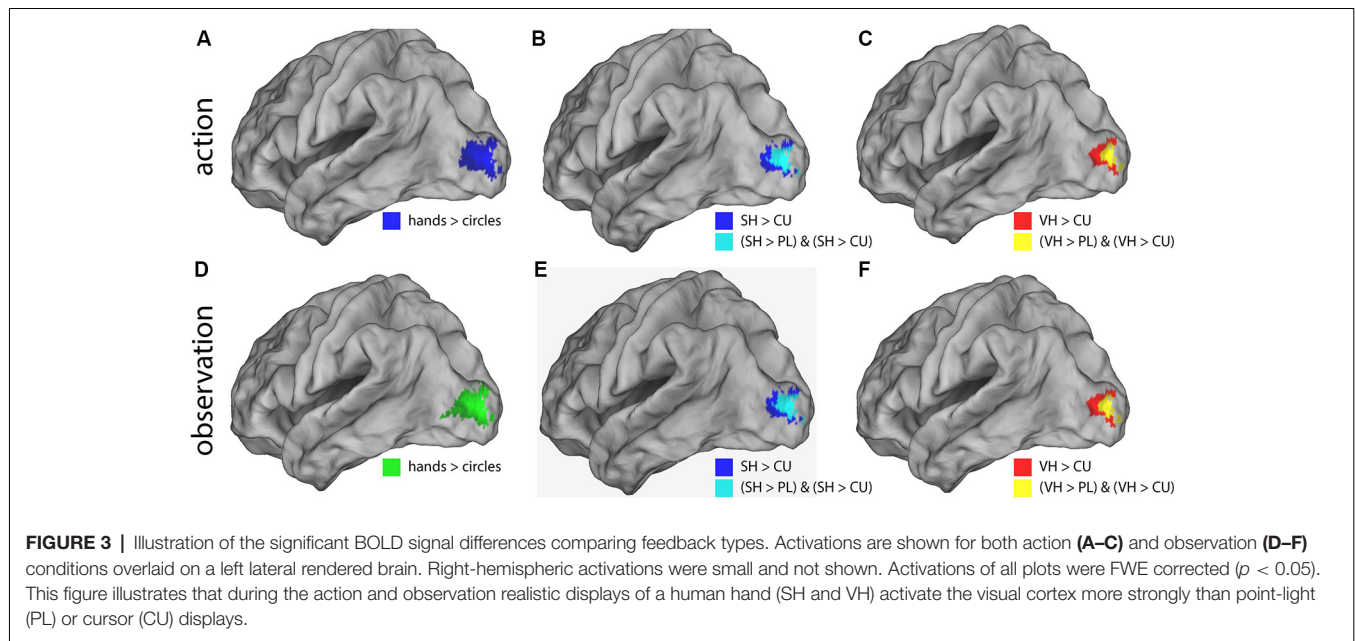 A
B
C
action
hands > circles
SH > CU
(SH > PL) & (SH > CU)
VH > CU
(VH > PL) & (VH > CU)
D
E
F
observation
hands > circles
SH > CU
(SH > PL) & (SH > CU)
VH > CU
(VH > PL) & (VH > CU)
FIGURE 3 | Illustration of the significant BOLD signal differences comparing feedback types. Activations are shown for both action (A–C) and observation (D–F)
conditions overlaid on a left lateral rendered brain. Right-hemispheric activations were small and not shown. Activations of all plots were FWE corrected (p < 0.05).
This figure illustrates that during the action and observation realistic displays of a human hand (SH and VH) activate the visual cortex more strongly than point-light
(PL) or cursor (CU) displays.